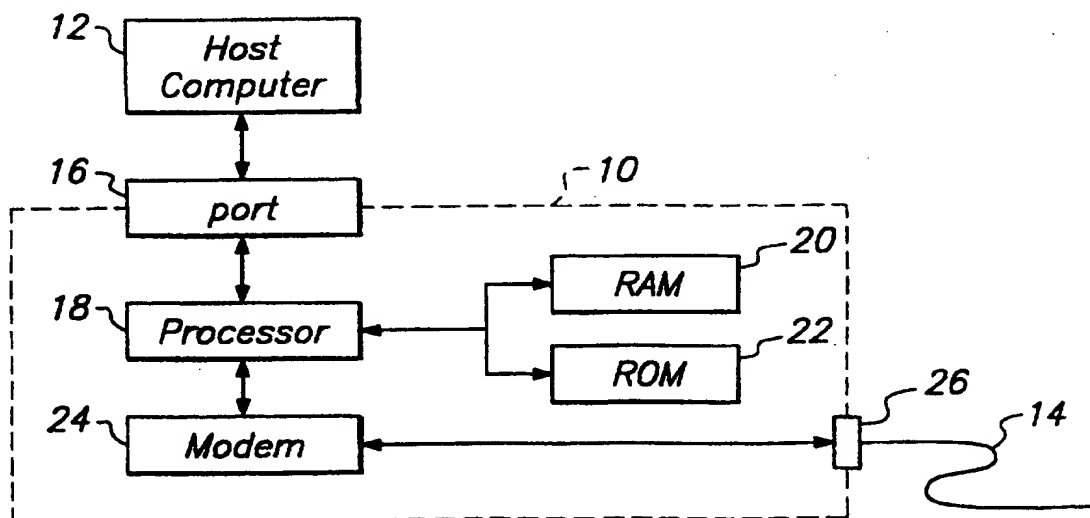 12
Host
Computer
16
port
10
20
RAM
18
Processor
22
ROM
26
14
24
Modem